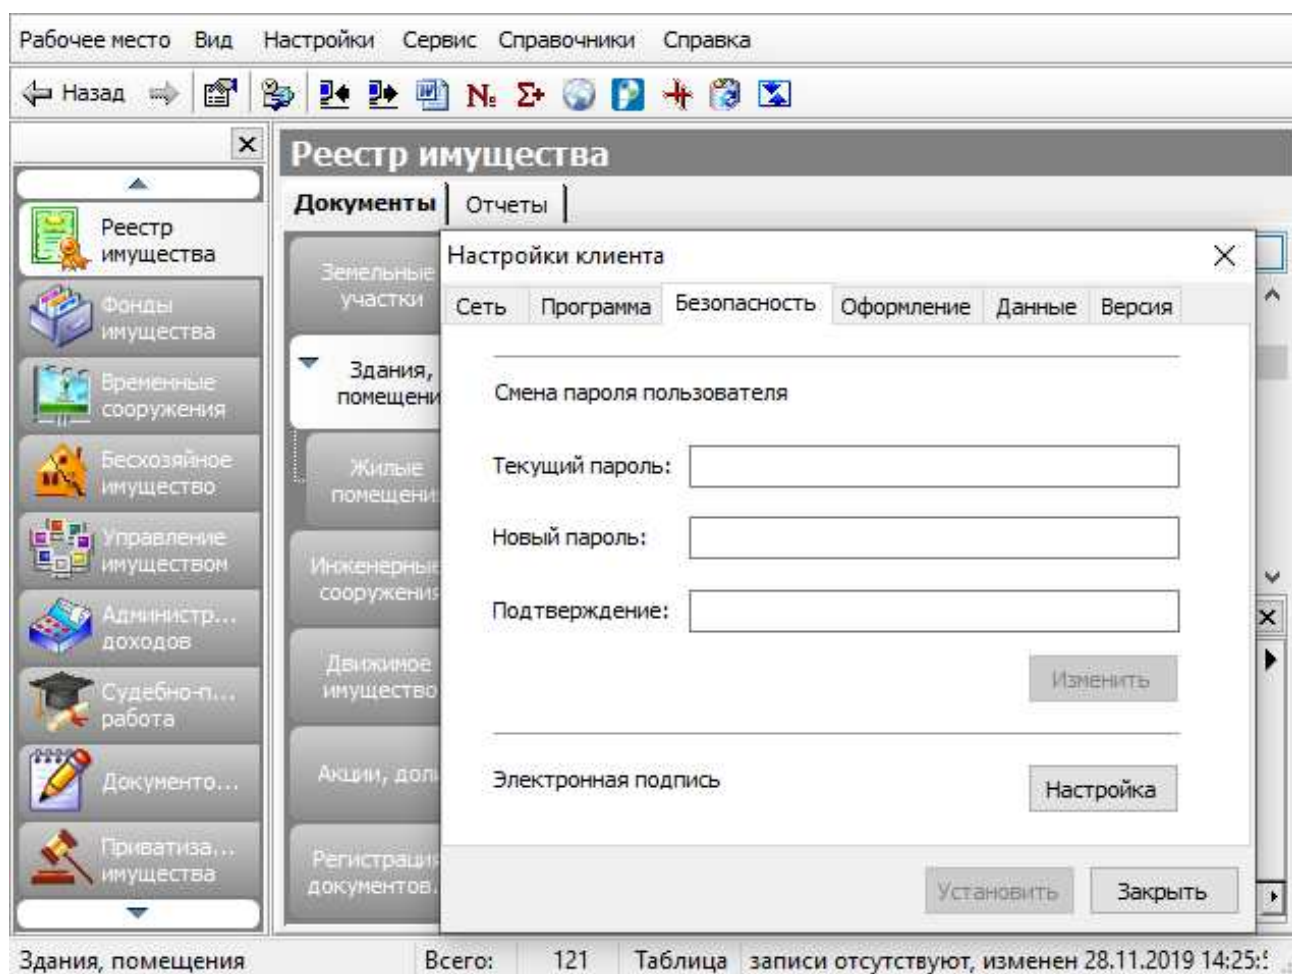 Рабочее место Вид Настройки Сервис Справочники Справка
Назад
Реестр имущества
Документы Отчеты
Реестр
имущества
Фонды
имущества
Временные
сооружения
Бесхозяйное
имущество
Управление
имуществом
Администр...
доходов
Судебно-п...
работа
Документо...
Приватиза...
имущества
Земельные
участки
Здания,
помещени
Жилые
помещени
Инженерные
сооружения
Движимое
имущество
Акции, дол
Регистрация
документов.
Настройки клиента
Сеть Программа Безопасность Оформление Данные Версия
Смена пароля пользователя
Текущий пароль:
Новый пароль:
Подтверждение:
Изменить
Электронная подпись
Настройка
Установить Закрыть
Здания, помещения Всего: 121 Таблица записи отсутствуют, изменен 28.11.2019 14:25: